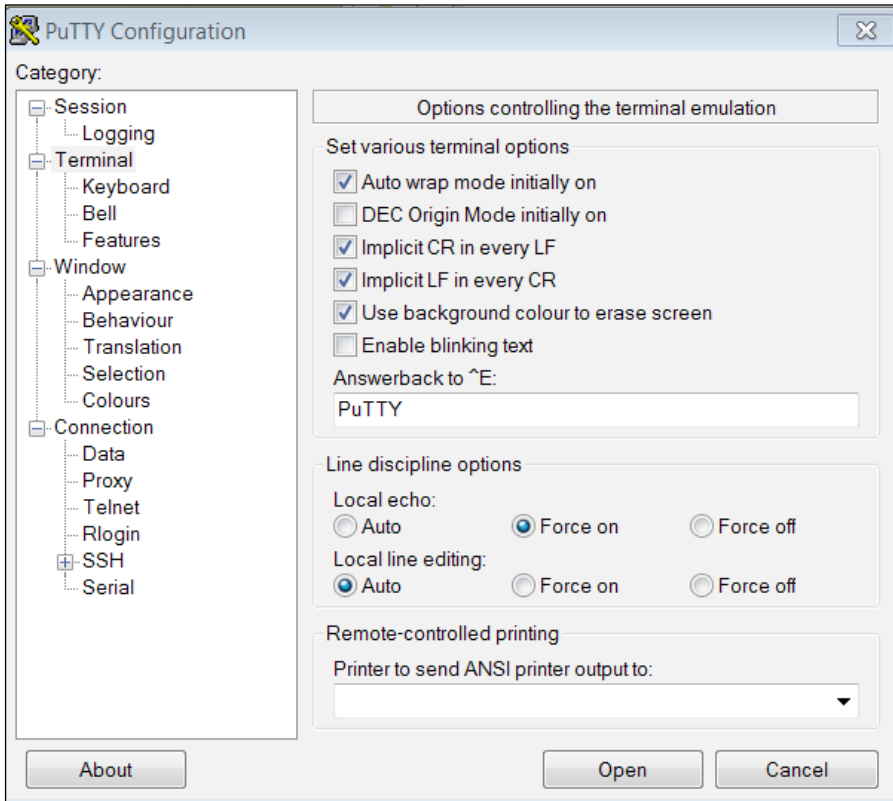 PuTTY Configuration
Category:
Session
Logging
Terminal
Keyboard
Bell
Features
Window
Appearance
Behaviour
Translation
Selection
Colours
Connection
Data
Proxy
Telnet
Rlogin
SSH
Serial
Options controlling the terminal emulation
Set various terminal options
Auto wrap mode initially on
DEC Origin Mode initially on
Implicit CR in every LF
Implicit LF in every CR
Use background colour to erase screen
Enable blinking text
Answerback to ^E:
PuTTY
Line discipline options
Local echo:
Auto Force on Force off
Local line editing:
Auto Force on Force off
Remote-controlled printing
Printer to send ANSI printer output to:
About Open Cancel